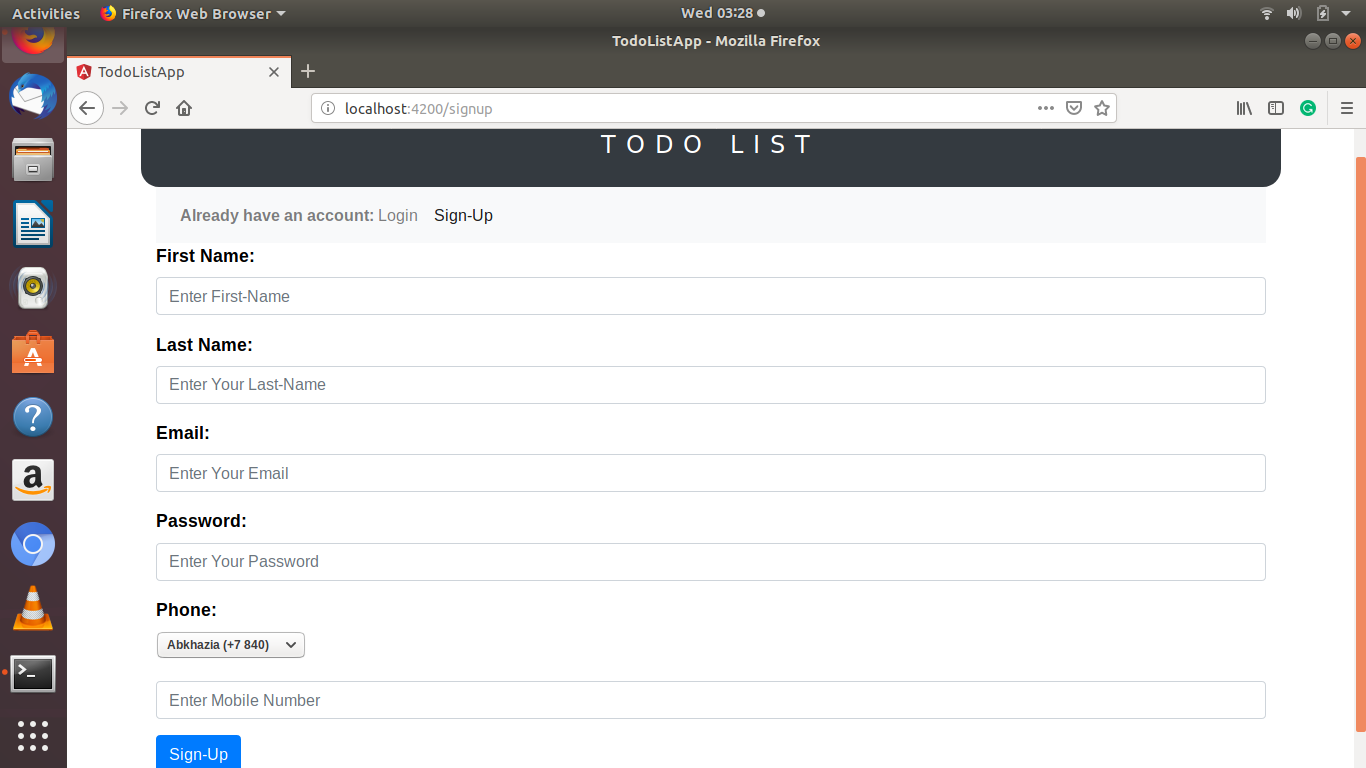 Activities Firefox Web Browser Wed 03:28
TodoListApp - Mozilla Firefox
TodoListApp
localhost:4200/signup
TODO LIST
Already have an account: Login Sign-Up
First Name:
Enter First-Name
Last Name:
Enter Your Last-Name
Email:
Enter Your Email
Password:
Enter Your Password
Phone:
Abkhazia (+7 840)
Enter Mobile Number
Sign-Up